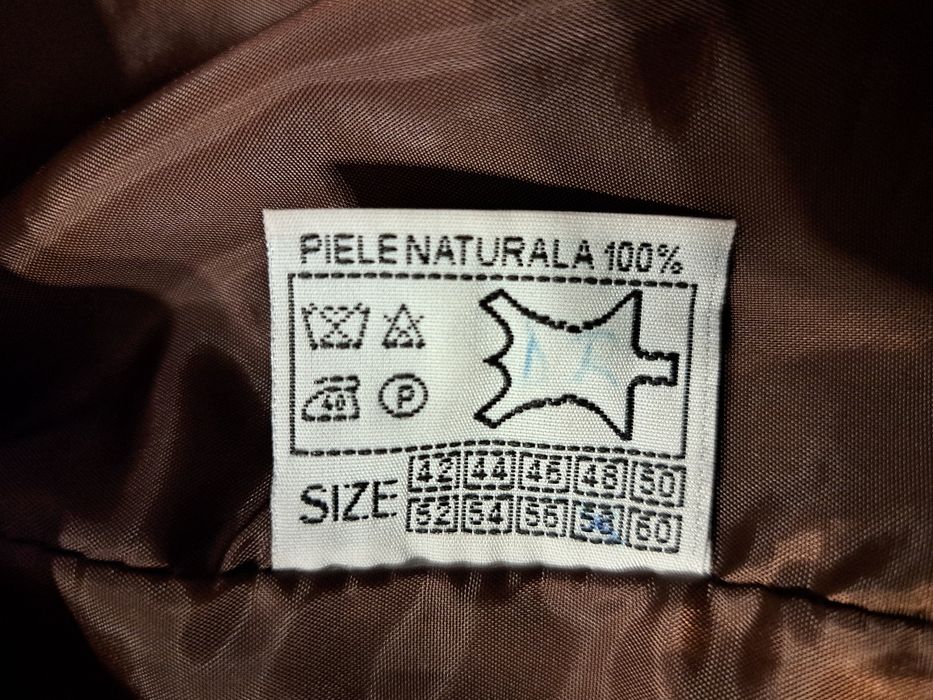 PIELE NATURALA 100%
40 P
SIZE 42 44 46 48 50
52 54 56 58 60